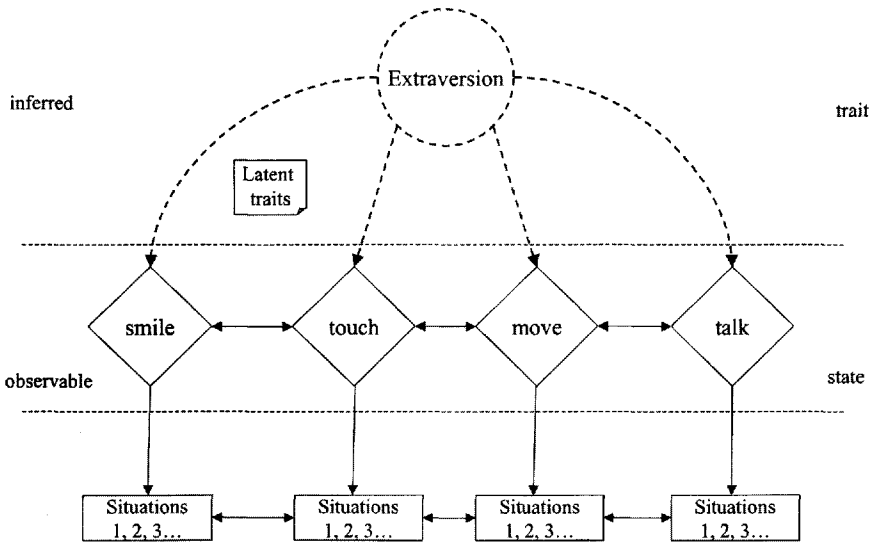 Extraversion
inferred
trait
Latent
traits
smile
touch
move
talk
observable
state
Situations
1, 2, 3...
Situations
1, 2, 3...
Situations
1, 2, 3...
Situations
1, 2, 3...